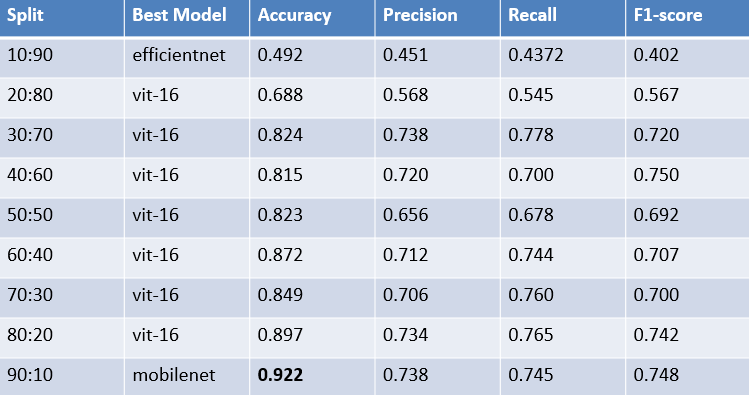 Split Best Model Accuracy Precision Recall F1-score
10:90 efficientnet 0.492 0.451 0.4372 0.402
20:80 vit-16 0.688 0.568 0.545 0.567
30:70 vit-16 0.824 0.738 0.778 0.720
40:60 vit-16 0.815 0.720 0.700 0.750
50:50 vit-16 0.823 0.656 0.678 0.692
60:40 vit-16 0.872 0.712 0.744 0.707
70:30 vit-16 0.849 0.706 0.760 0.700
80:20 vit-16 0.897 0.734 0.765 0.742
90:10 mobilenet 0.922 0.738 0.745 0.748